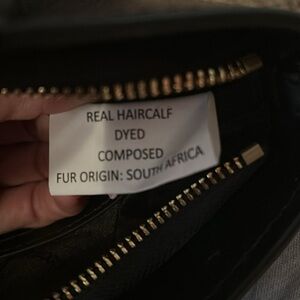 REAL HAIRCALF
DYED
COMPOSED
FUR ORIGIN: SOUTH AFRICA